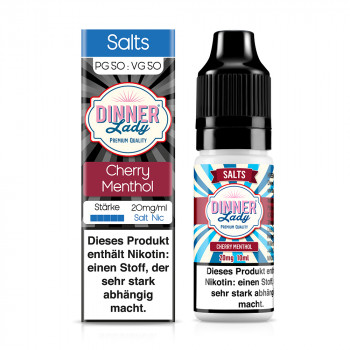 Salts
PG 50 : VG 50
DINNER
Lady
PREMIUM QUALITY
Cherry
Menthol
Stärke 20mg/ml
Salt Nic
Dieses Produkt
enthält Nikotin:
einen Stoff, der
sehr stark
abhängig
macht.
SALTS
DINNER
Lady
PREMIUM QUALITY
CHERRY MENTHOL
20mg 10ml
Dieses Produkt
enthält Nikotin:
einen Stoff, der
sehr stark
abhängig
macht.